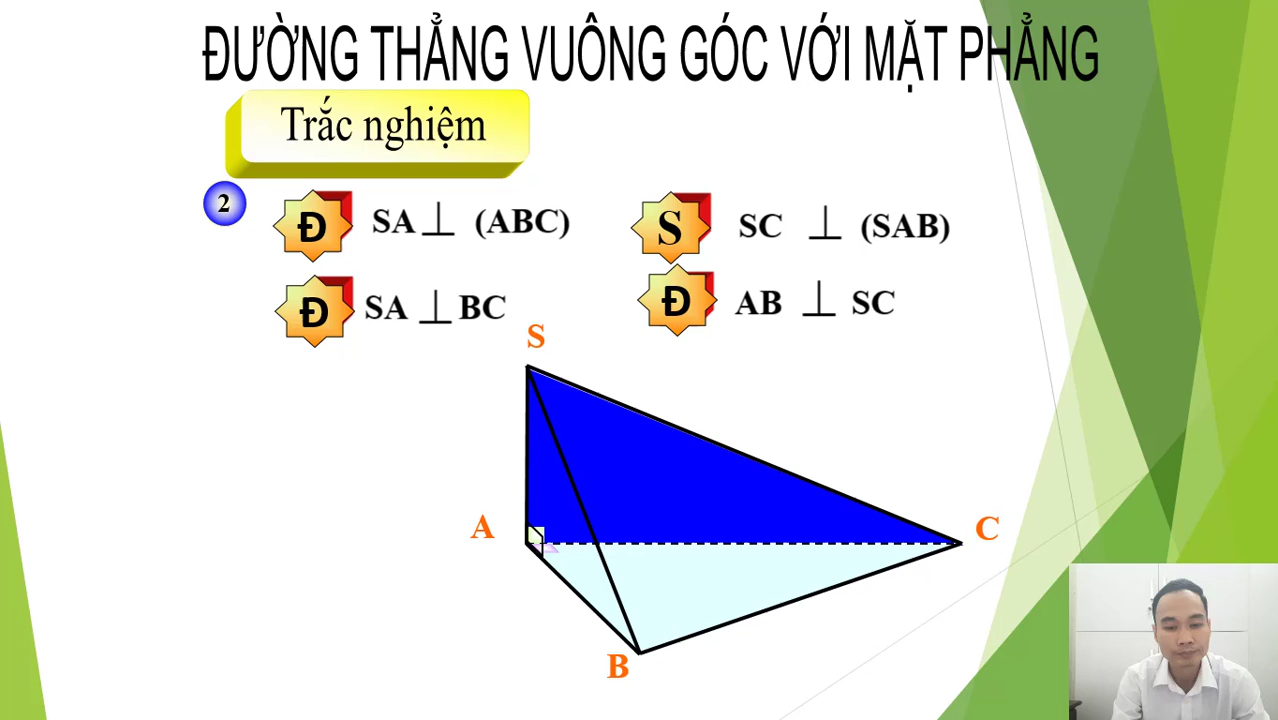 ĐƯỜNG THẲNG VUÔNG GÓC VỚI MẶT PHẲNG
Trắc nghiệm
2
Đ SA ⊥ (ABC)
S SC ⊥ (SAB)
Đ SA ⊥ BC
Đ AB ⊥ SC
S
A
C
B